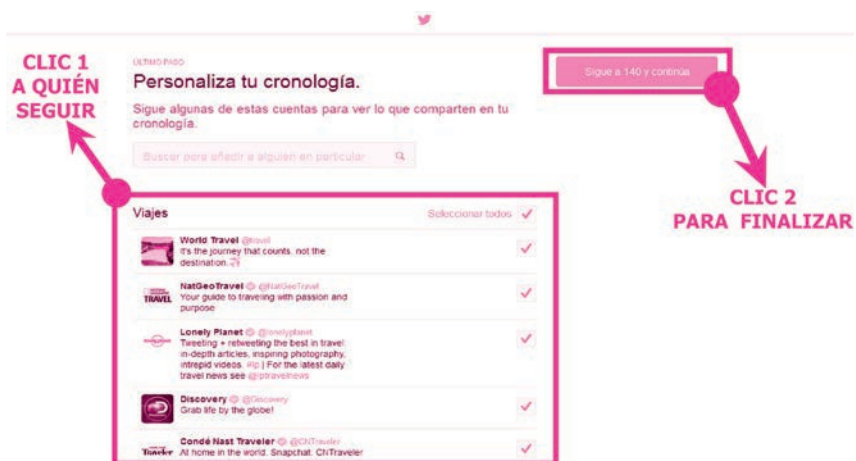 CLIC 1
A QUIÉN
SEGUIR
ÚLTIMO PASO
Personaliza tu cronología.
Sigue algunas de estas cuentas para ver lo que comparten en tu
cronología.
Buscar para añadir a alguien en particular
Sigue a 140 y continúa
CLIC 2
PARA FINALIZAR
Viajes
Seleccionar todos
World Travel @travel
It's the journey that counts. not the
destination.
NATIONAL GEOGRAPHIC
TRAVEL
NatGeoTravel @NatGeoTravel
Your guide to traveling with passion and
purpose
Lonely Planet @lonelyplanet
Tweeting + retweeting the best in travel:
in-depth articles, inspiring photography,
intrepid videos. #lp | For the latest daily
travel news see @lptravelnews
Discovery @Discovery
Grab life by the globe!
Traveler
Condé Nast Traveler @CNTraveler
At home in the world. Snapchat: CNTraveler